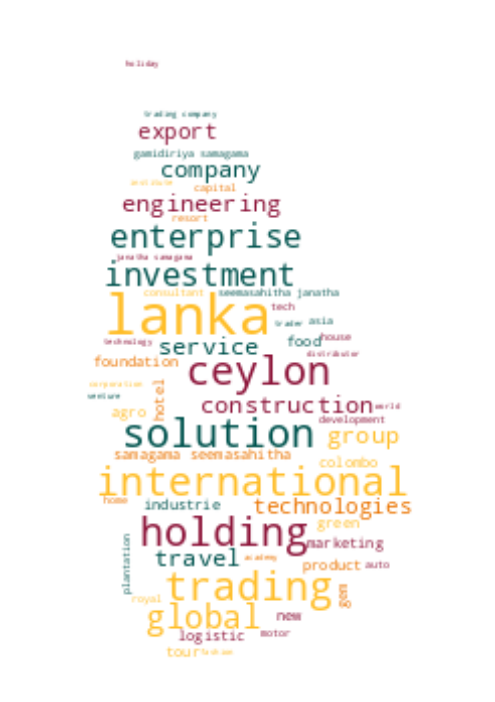 holiday
trading company
export
gamidiriya samagama
company
institute
capital
engineering
resort
enterprise
janatha samagama
investment
consultant seemasahitha janatha
lanka
tech
trader asia
technology
service
food
house
distributor
foundation
ceylon
corporation
venture
hotel
agro
construction
world
development
solution
group
samagama seemasahitha
colombo
international
home
industrie
technologies
green
holding
marketing
plantation
travel
academy
product
auto
trading
gem
royal
global
new
logistic
motor
tour
fashion